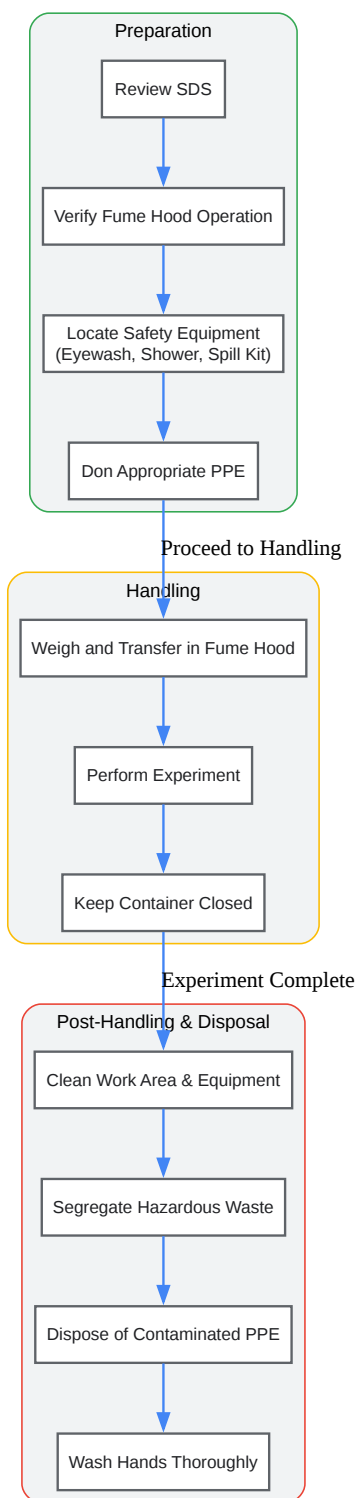 Preparation
Review SDS
Verify Fume Hood Operation
Locate Safety Equipment
(Eyewash, Shower, Spill Kit)
Don Appropriate PPE
Proceed to Handling
Handling
Weigh and Transfer in Fume Hood
Perform Experiment
Keep Container Closed
Experiment Complete
Post-Handling & Disposal
Clean Work Area & Equipment
Segregate Hazardous Waste
Dispose of Contaminated PPE
Wash Hands Thoroughly